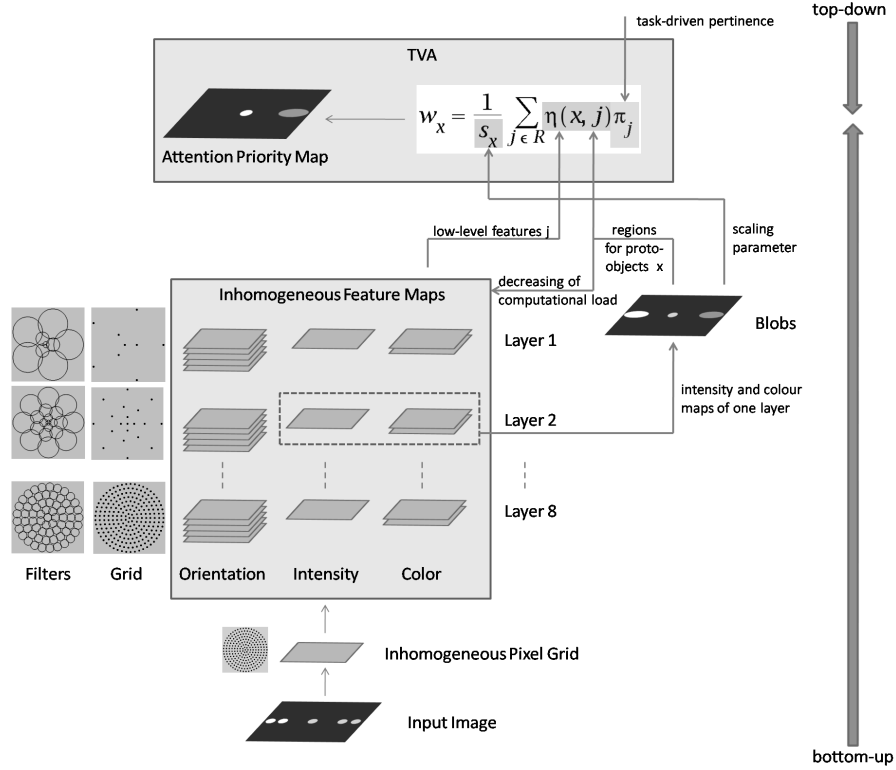 top-down
task-driven pertinence
TVA
w_x = 1/s_x ∑_{j ϵ R} η(x, j)π_j
Attention Priority Map
low-level features j
regions
for proto-
objects x
scaling
parameter
decreasing of
computational load
Inhomogeneous Feature Maps
Layer 1
Blobs
intensity and colour
maps of one layer
Layer 2
Layer 8
Filters
Grid
Orientation
Intensity
Color
Inhomogeneous Pixel Grid
Input Image
bottom-up